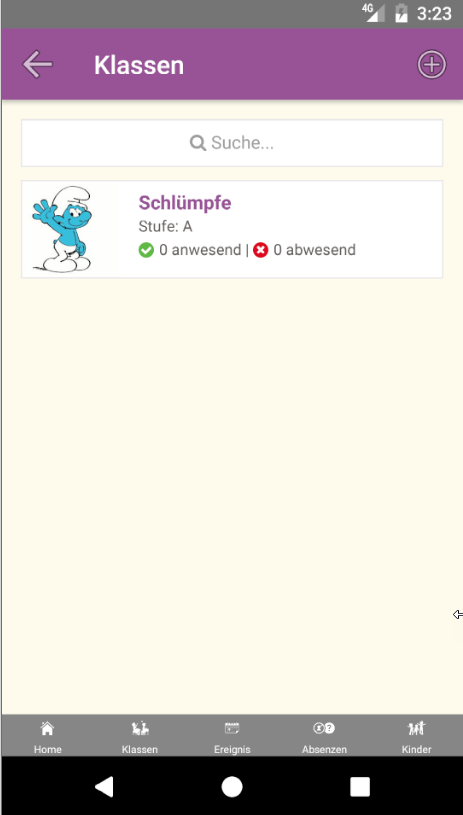 4G 3:23
Klassen
Suche...
Schlümpfe
Stufe: A
0 anwesend | 0 abwesend
Home Klassen Ereignis Absenzen Kinder